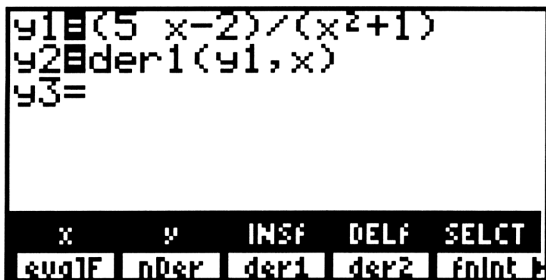 y1=(5 x-2)/(x²+1)
y2=der1(y1,x)
y3=
x y INSf DELf SELCT
evalF nDer der1 der2 fnInt